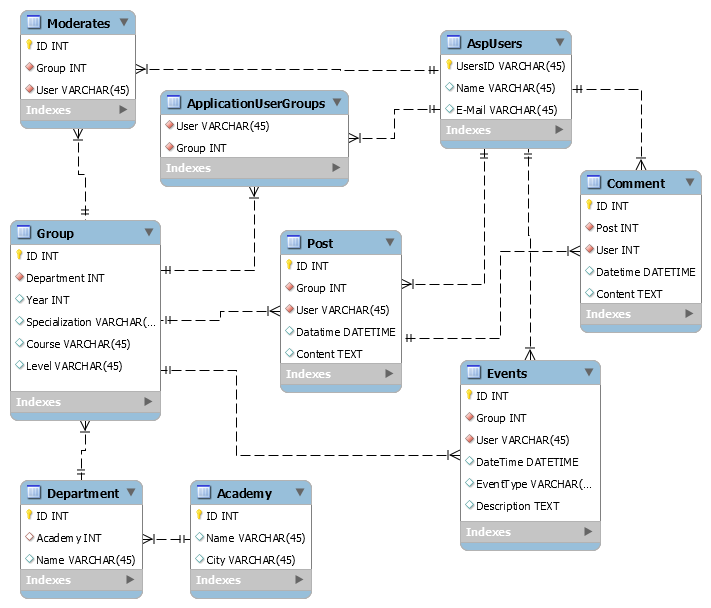 Moderates
ID INT
Group INT
User VARCHAR(45)
Indexes
AspUsers
UsersID VARCHAR(45)
Name VARCHAR(45)
E-Mail VARCHAR(45)
Indexes
ApplicationUserGroups
User VARCHAR(45)
Group INT
Indexes
Comment
ID INT
Post INT
User INT
Datetime DATETIME
Content TEXT
Indexes
Group
ID INT
Department INT
Year INT
Specialization VARCHAR(...
Course VARCHAR(45)
Level VARCHAR(45)
Indexes
Post
ID INT
Group INT
User VARCHAR(45)
Datatime DATETIME
Content TEXT
Indexes
Events
ID INT
Group INT
User VARCHAR(45)
DateTime DATETIME
EventType VARCHAR(...
Description TEXT
Indexes
Department
ID INT
Academy INT
Name VARCHAR(45)
Indexes
Academy
ID INT
Name VARCHAR(45)
City VARCHAR(45)
Indexes